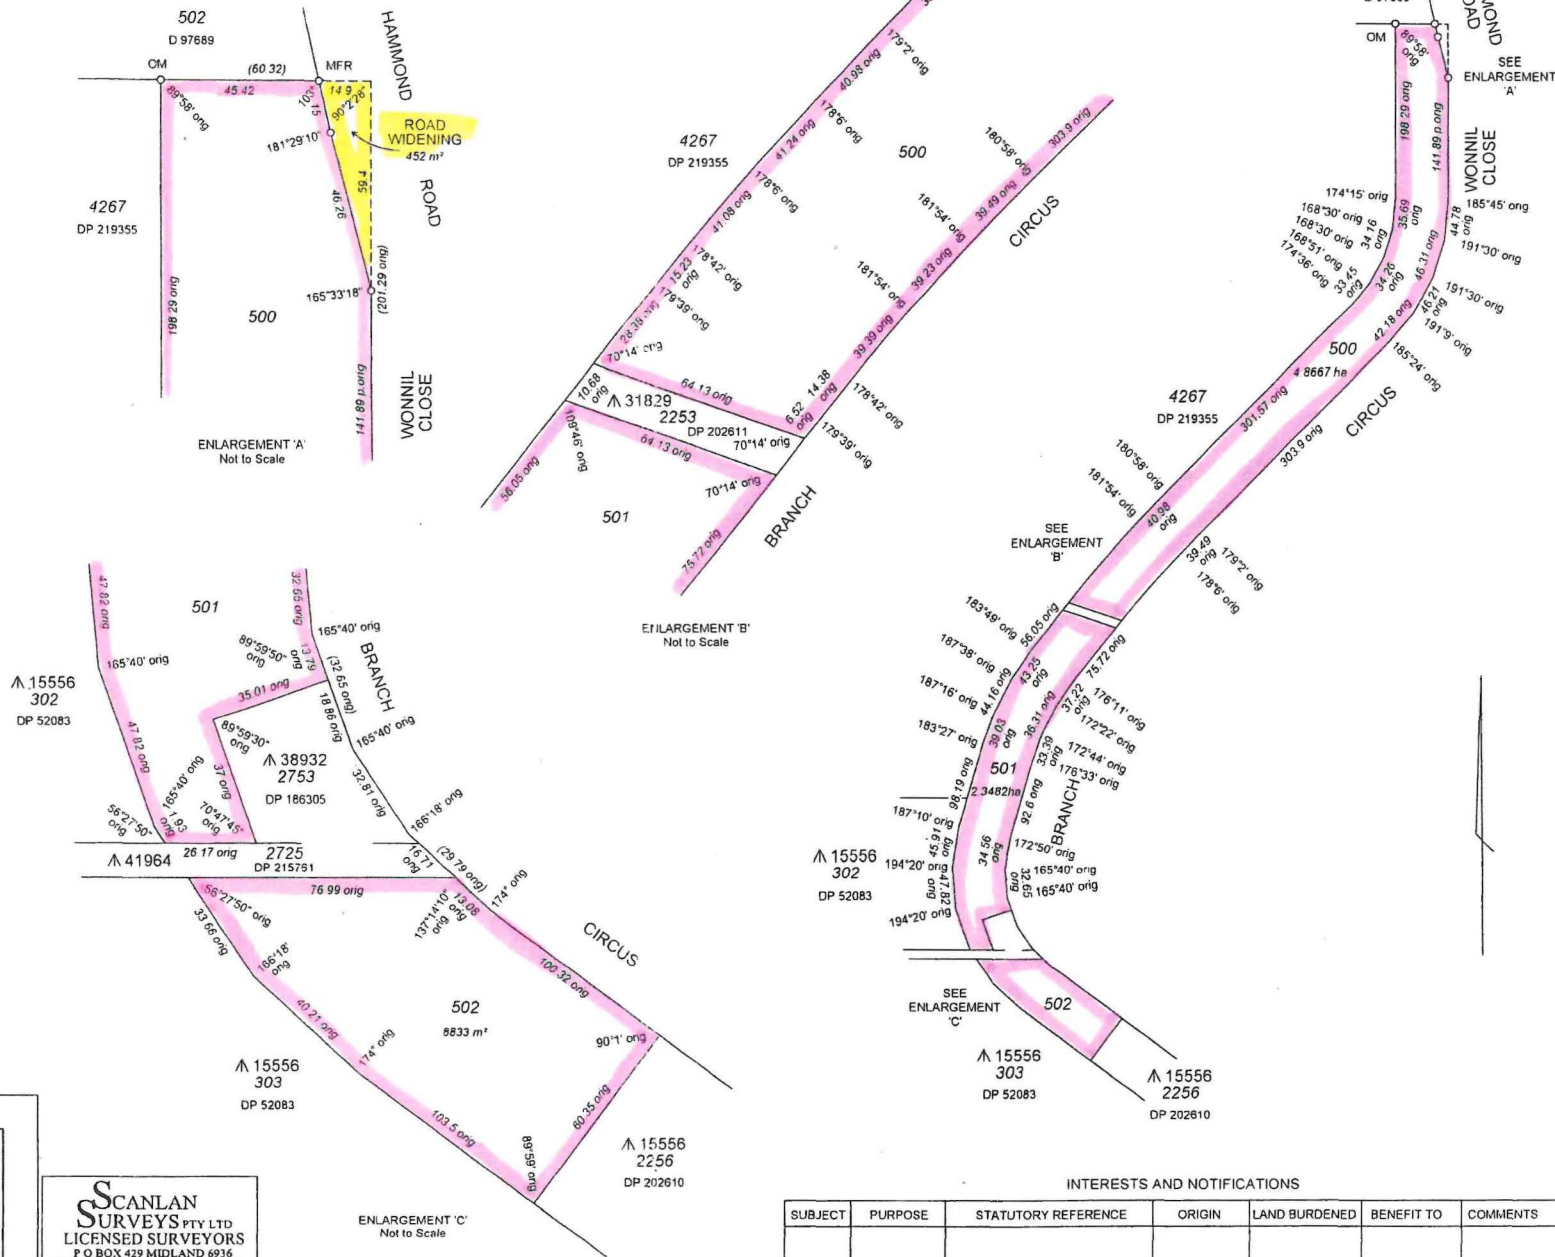 502
D 97689
OM
(60.32)
MFR
45.42
14.9
89°58' orig
103°
15
90°2'28"
181°29'10"
HAMMOND
ROAD
ROAD
WIDENING
452 m²
59.4
46.26
4267
DP 219355
198.29 orig
165°33'18"
(201.29 orig)
500
141.89 p.orig
WONNIL
CLOSE
ENLARGEMENT 'A'
Not to Scale
179°2' orig
40.98 orig
178°6' orig
41.24 orig
4267
DP 219355
500
178°6' orig
41.08 orig
178°42' orig
15.23
orig
179°39' orig
28.38 orig
70°14' orig
180°58' orig
303.9 orig
39.49 orig
181°54' orig
CIRCUS
39.23 orig
181°54' orig
39.39 orig
14.38
orig
178°42' orig
6.52
orig
179°39' orig
64.13 orig
10.68
orig
31829
2253
DP 202611
70°14' orig
109°46' orig
64.13 orig
70°14' orig
56.05 orig
501
75.72 orig
BRANCH
ENLARGEMENT 'B'
Not to Scale
OM
89°58'
orig
SEE
ENLARGEMENT
'A'
198.29 orig
141.89 p.orig
WONNIL
CLOSE
174°15' orig
168°30' orig
168°30' orig
168°51' orig
174°36' orig
35.69
orig
34.16
orig
34.26
orig
33.45
orig
185°45' orig
44.78
orig
191°30' orig
46.31 orig
191°30' orig
46.21
orig
191°9' orig
42.18 orig
185°24' orig
500
4.8667 ha
4267
DP 219355
301.57 orig
303.9 orig
CIRCUS
180°58' orig
181°54' orig
40.98
orig
SEE
ENLARGEMENT
'B'
39.49
orig
179°2' orig
178°6' orig
183°49' orig
56.05 orig
187°38' orig
43.25
orig
75.72 orig
187°16' orig
44.16 orig
37.22
orig
176°11' orig
172°22' orig
36.31 orig
183°27' orig
39.03
orig
33.39
orig
172°44' orig
176°33' orig
501
2.3482ha
98.19 orig
92.6 orig
BRANCH
187°10' orig
45.91
orig
34.56
orig
172°50' orig
15556
302
DP 52083
194°20' orig
47.82
orig
32.65
orig
165°40' orig
165°40' orig
194°20' orig
SEE
ENLARGEMENT
'C'
502
15556
303
DP 52083
15556
2256
DP 202610
47.82 orig
501
32.65 orig
165°40' orig
89°59'50"
orig
13.79
BRANCH
165°40' orig
15556
302
DP 52083
35.01 orig
(32.65 orig)
18.86 orig
165°40' orig
89°59'30"
orig
47.82 orig
38932
2753
DP 186305
37 orig
32.81 orig
165°40' orig
56°27'50"
orig
1.93
orig
70°47'45"
orig
166°18' orig
41964
26.17 orig
2725
DP 215761
16.71
orig
(29.79 orig)
174° orig
56°27'50" orig
76.99 orig
137°14'10"
orig
13.08
orig
33.66 orig
166°18'
orig
CIRCUS
100.32 orig
502
8833 m²
40.21 orig
174° orig
90°1' orig
15556
303
DP 52083
103.5 orig
60.35 orig
89°59' orig
15556
2256
DP 202610
ENLARGEMENT 'C'
Not to Scale
SCANLAN
SURVEYS PTY LTD
LICENSED SURVEYORS
P O BOX 429 MIDLAND 6936
INTERESTS AND NOTIFICATIONS
SUBJECT PURPOSE STATUTORY REFERENCE ORIGIN LAND BURDENED BENEFIT TO COMMENTS